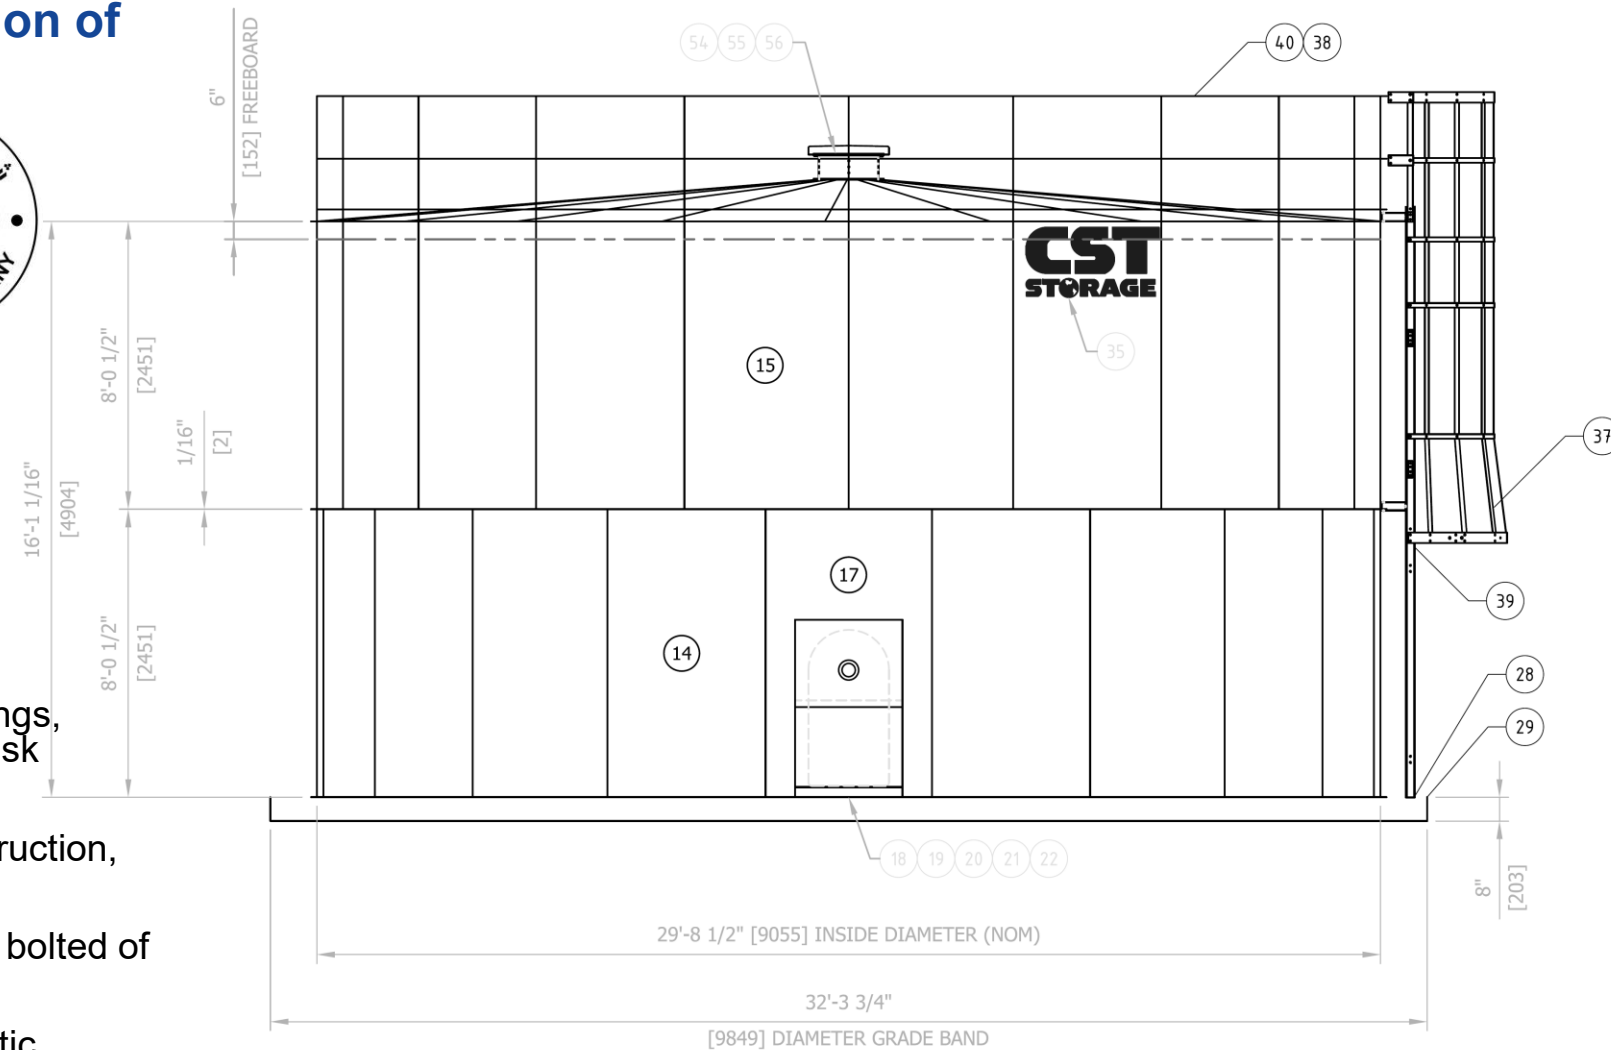 on of
6"
[152] FREEBOARD
54 55 56
40 38
NY
CST
STORAGE
35
15
8'-0 1/2"
[2451]
1/16"
[2]
16'-1 1/16"
[4904]
37
17
39
14
8'-0 1/2"
[2451]
28
29
ngs,
sk
ruction,
18 19 20 21 22
8"
[203]
bolted of
29'-8 1/2" [9055] INSIDE DIAMETER (NOM)
32'-3 3/4"
[9849] DIAMETER GRADE BAND
tic